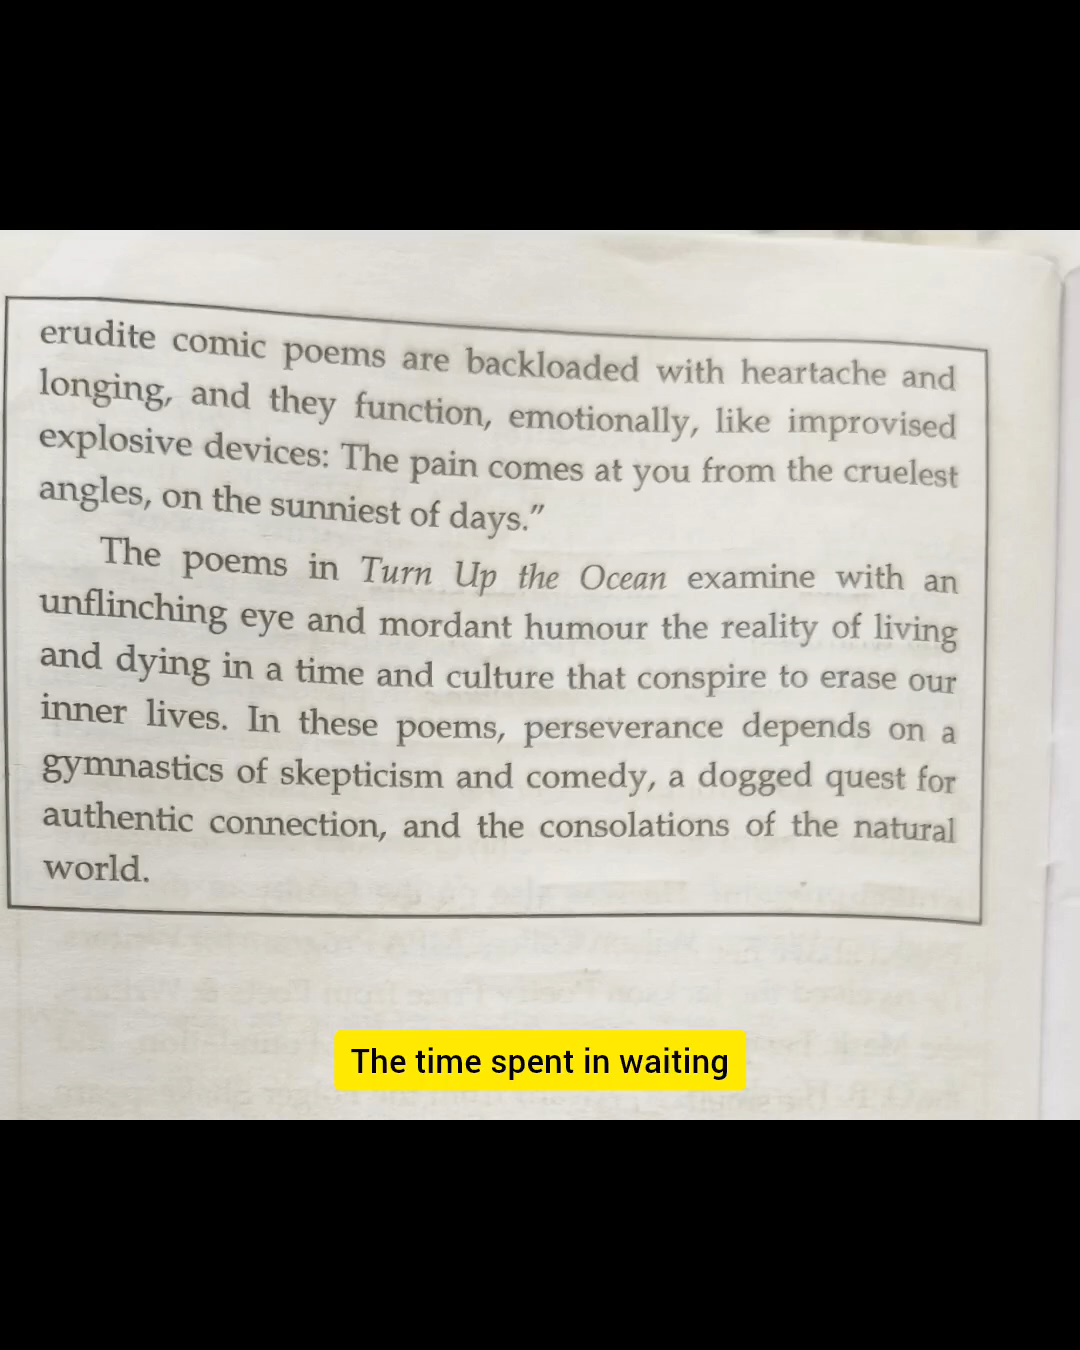 erudite comic poems are backloaded with heartache and
longing, and they function, emotionally, like improvised
explosive devices: The pain comes at you from the cruelest
angles, on the sunniest of days.”
The poems in Turn Up the Ocean examine with an
unflinching eye and mordant humour the reality of living
and dying in a time and culture that conspire to erase our
inner lives. In these poems, perseverance depends on a
gymnastics of skepticism and comedy, a dogged quest for
authentic connection, and the consolations of the natural
world.
The time spent in waiting